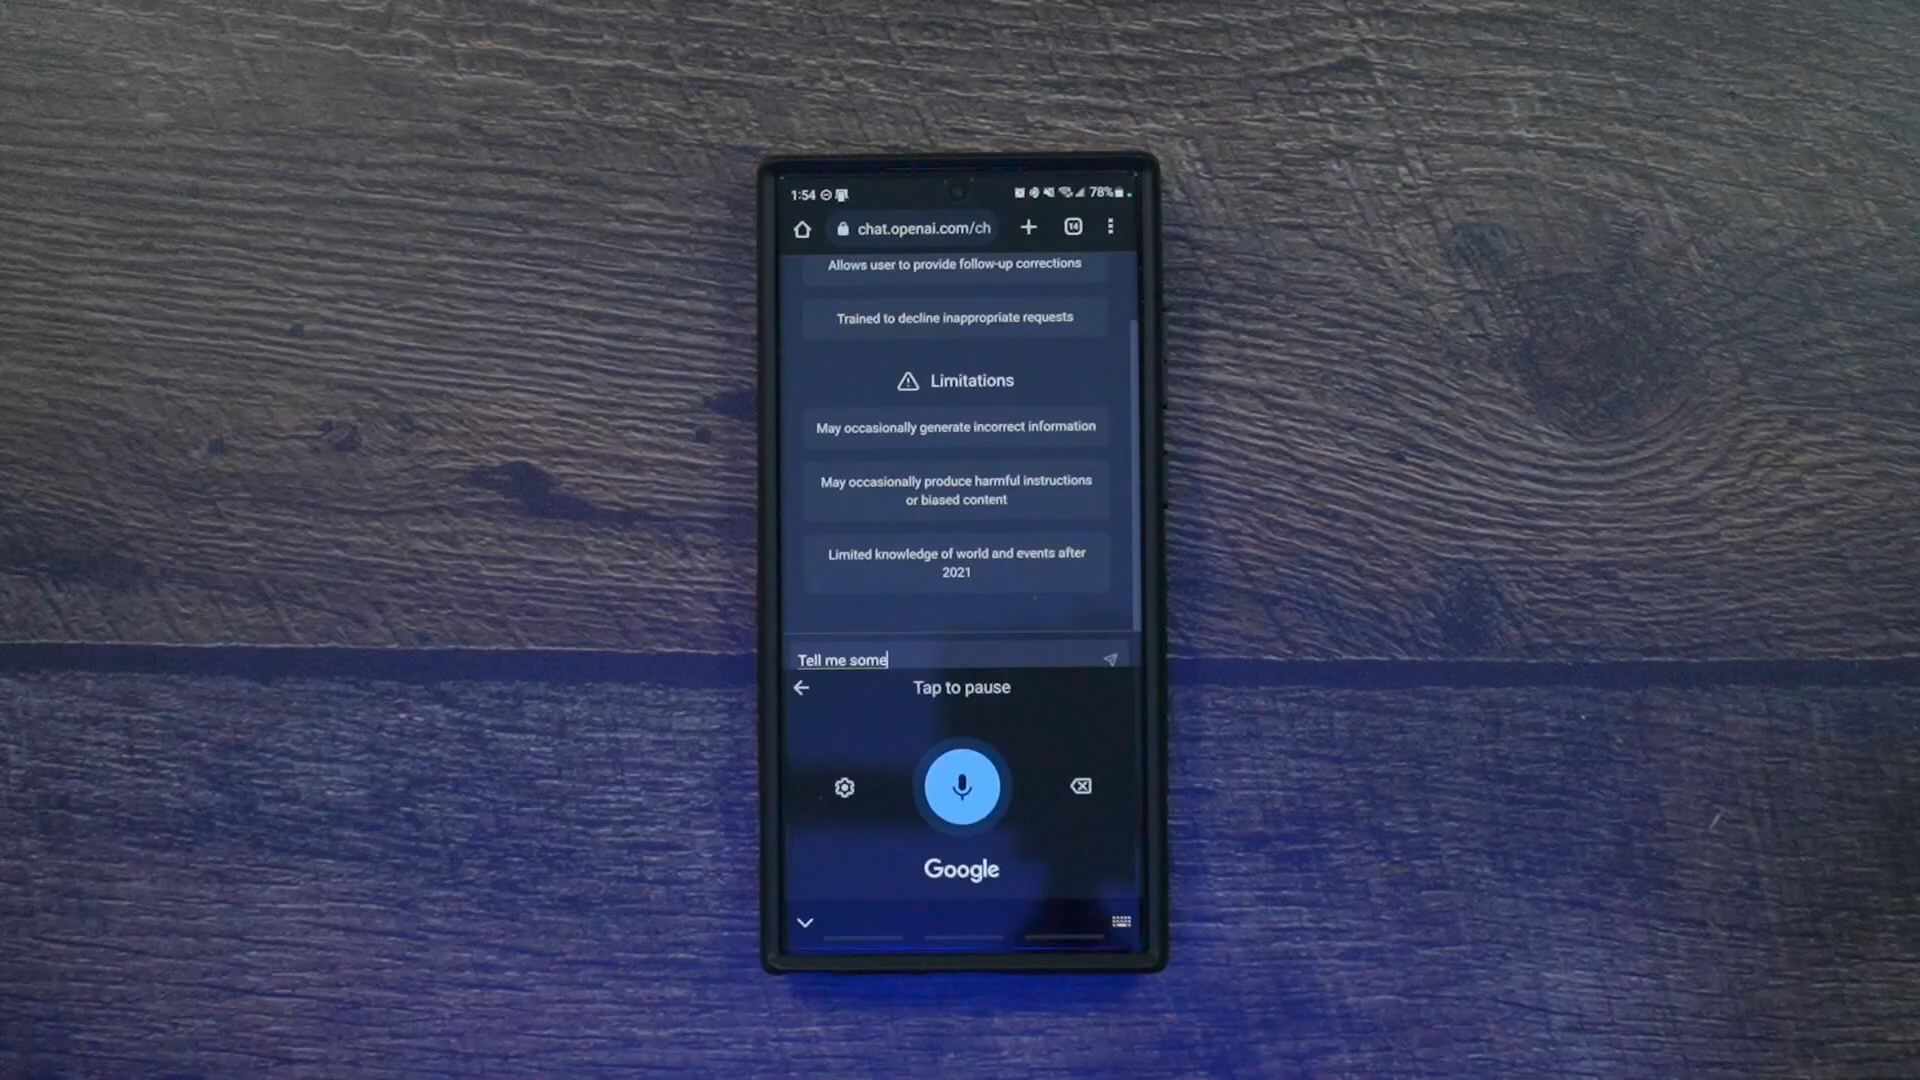 1:54
78%
chat.openai.com/ch
14
Allows user to provide follow-up corrections
Trained to decline inappropriate requests
Limitations
May occasionally generate incorrect information
May occasionally produce harmful instructions
or biased content
Limited knowledge of world and events after
2021
Tell me some
Tap to pause
Google